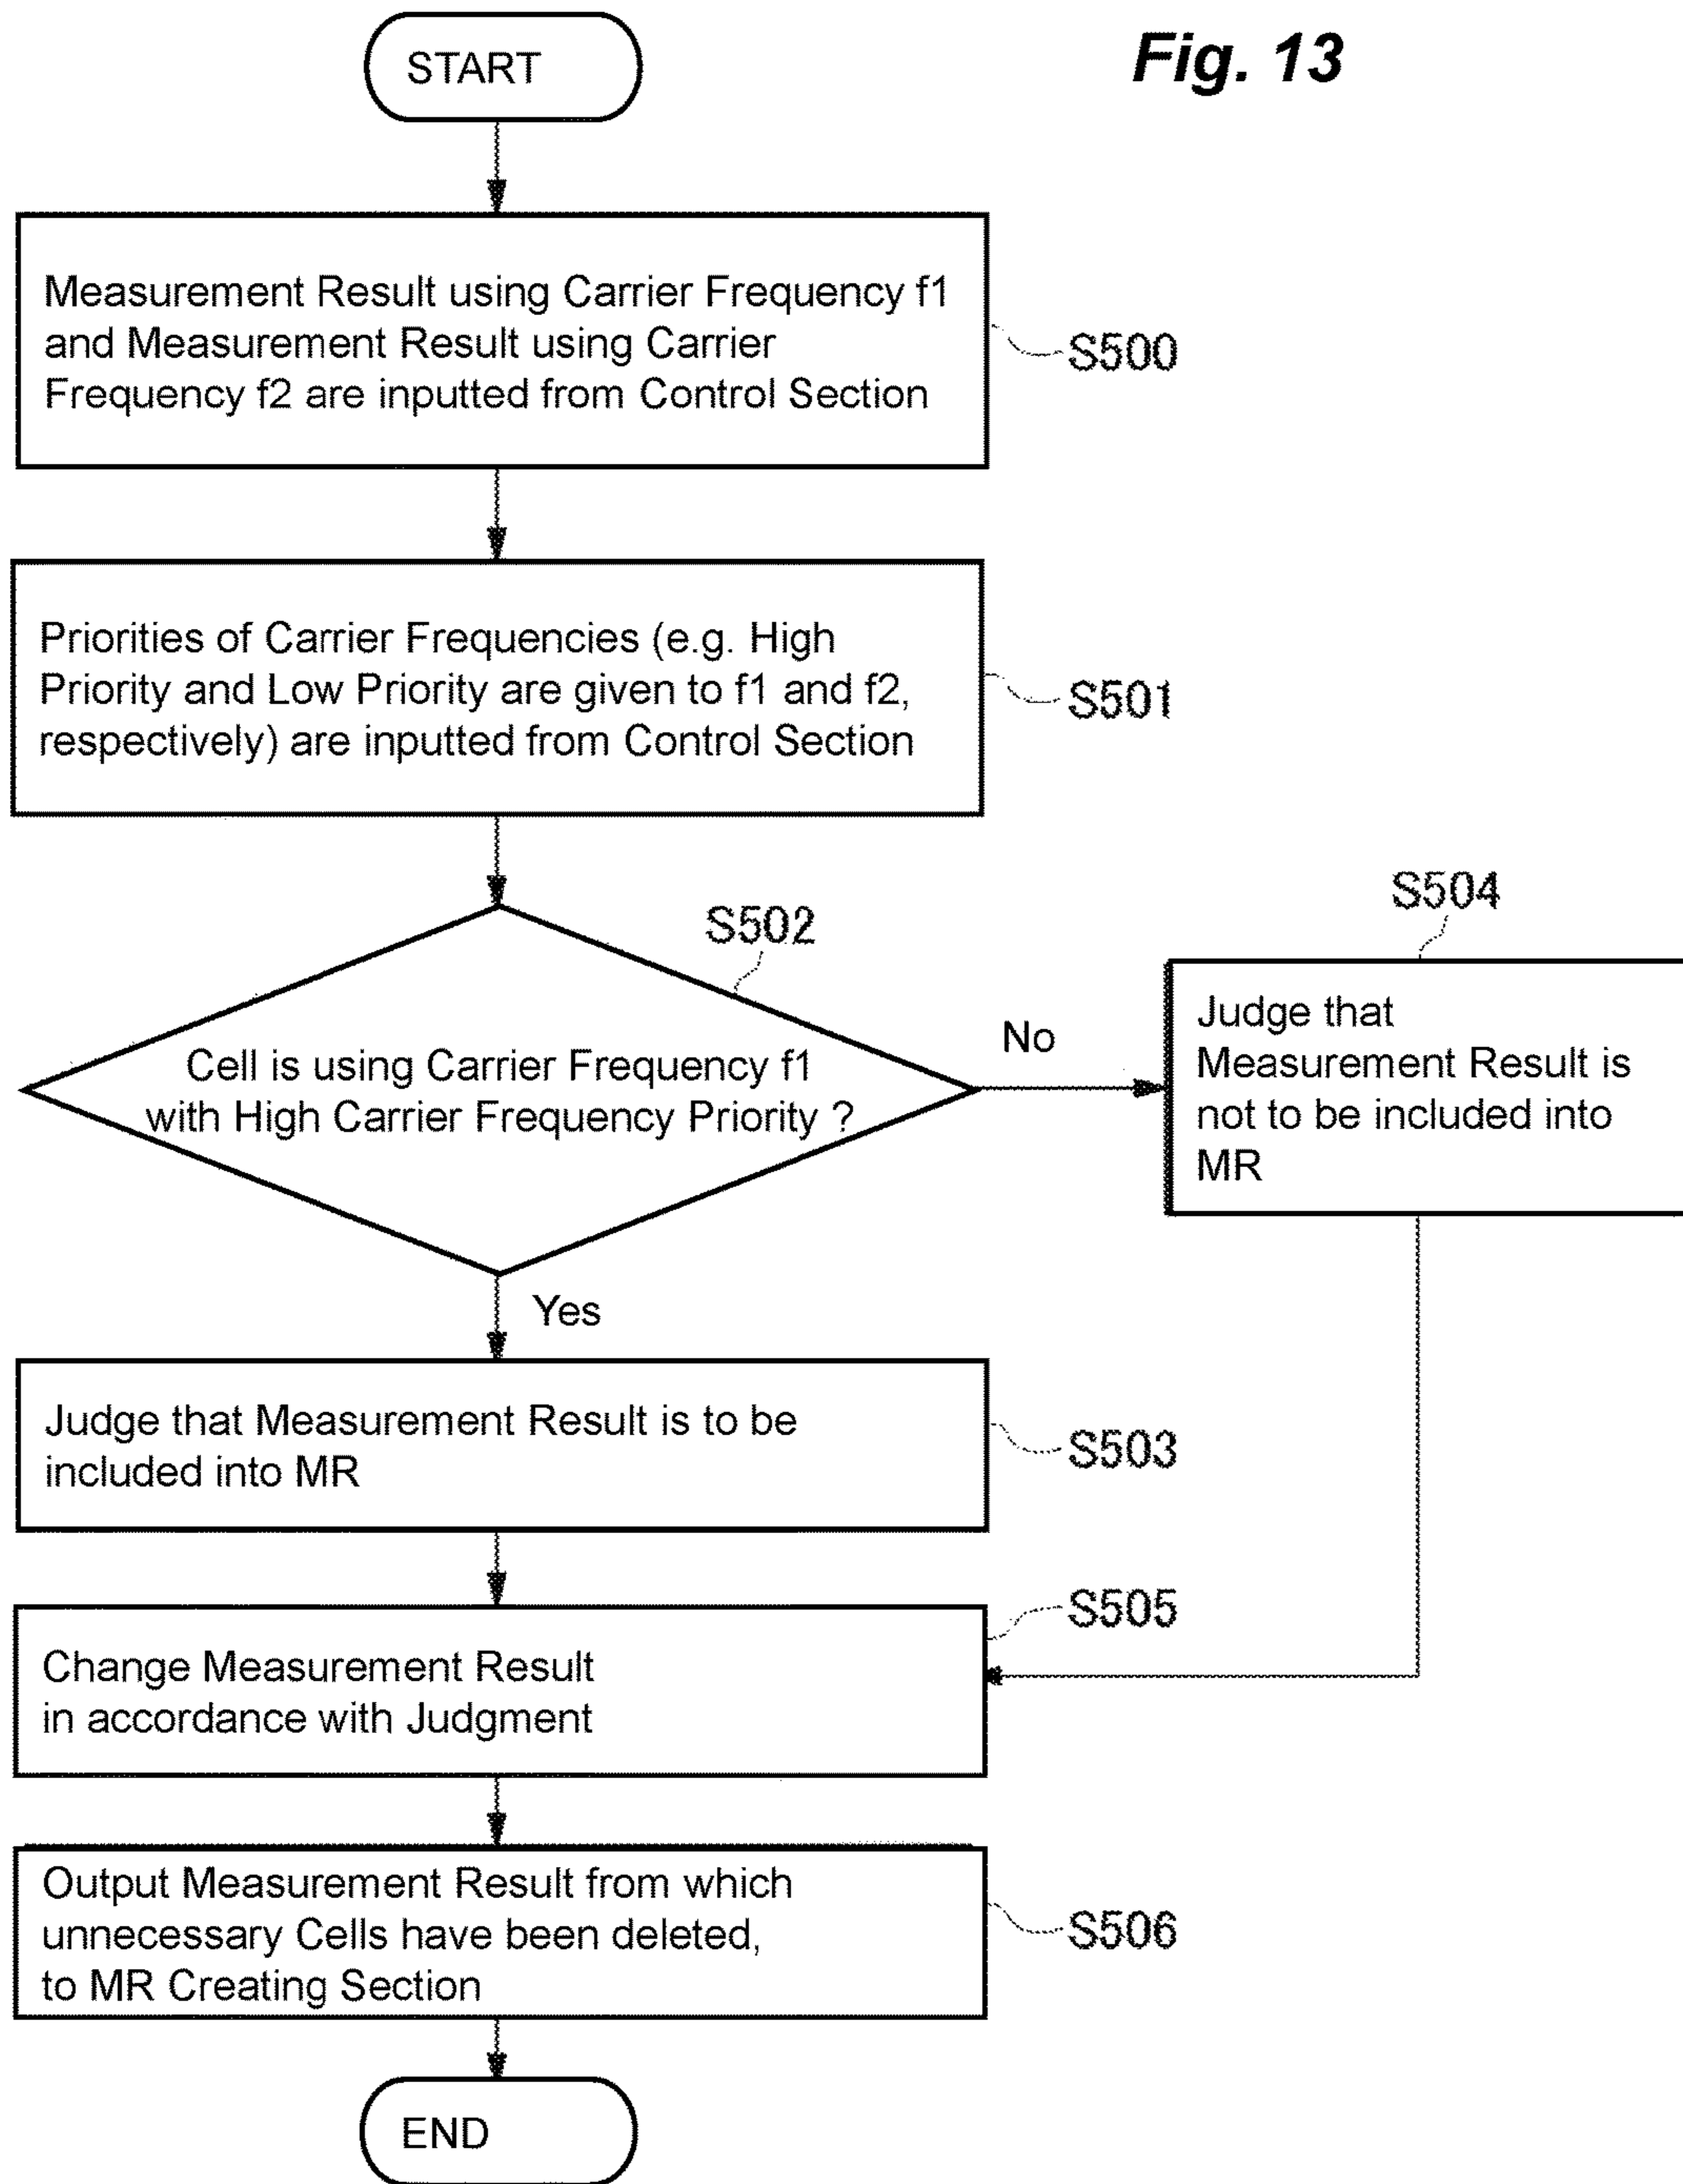 Fig. 13
START
Measurement Result using Carrier Frequency f1
and Measurement Result using Carrier
Frequency f2 are inputted from Control Section
S500
Priorities of Carrier Frequencies (e.g. High
Priority and Low Priority are given to f1 and f2,
respectively) are inputted from Control Section
S501
S502
Cell is using Carrier Frequency f1
with High Carrier Frequency Priority ?
No
S504
Judge that
Measurement Result is
not to be included into
MR
Yes
Judge that Measurement Result is to be
included into MR
S503
Change Measurement Result
in accordance with Judgment
S505
Output Measurement Result from which
unnecessary Cells have been deleted,
to MR Creating Section
S506
END